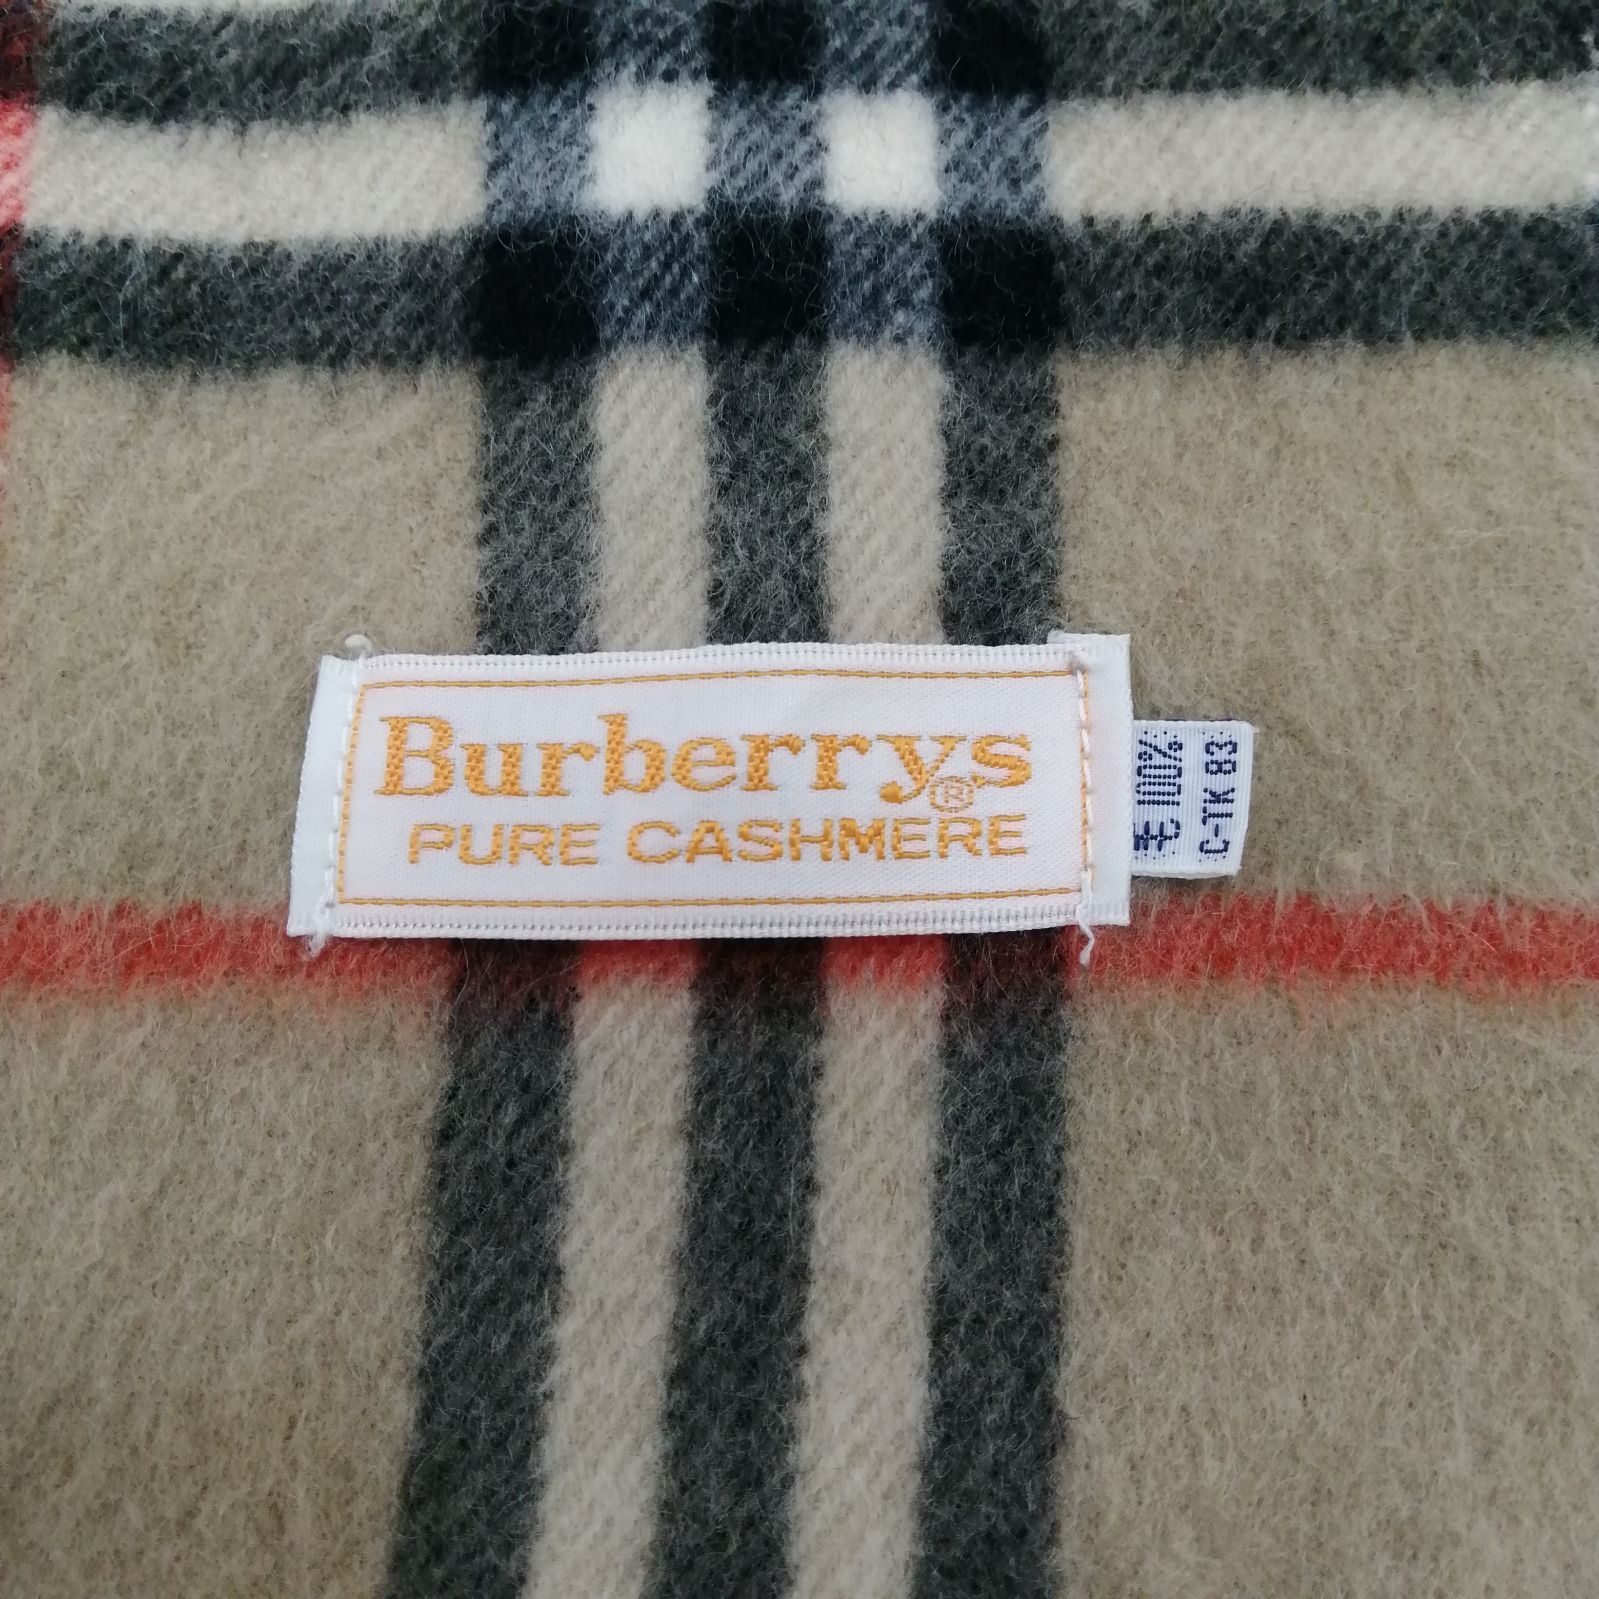 Burberrys®
PURE CASHMERE
毛 100%
C-TK 83